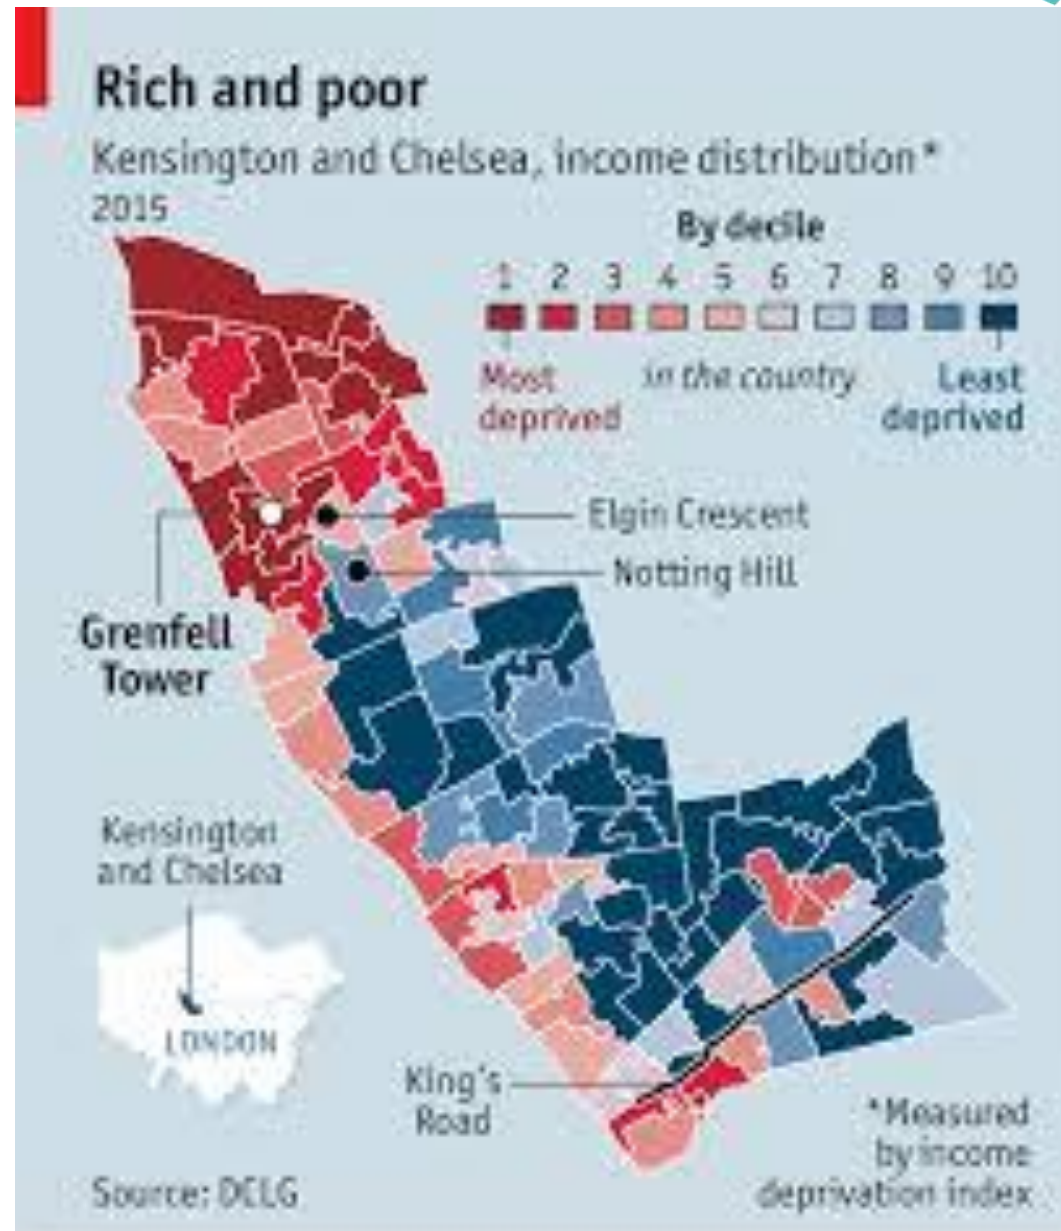 Rich and poor
Kensington and Chelsea, income distribution*
2015
By decile
1 2 3 4 5 6 7 8 9 10
Most deprived
in the country
Least deprived
Elgin Crescent
Notting Hill
Grenfell
Tower
Kensington
and Chelsea
LONDON
King's
Road
*Measured
by income
deprivation index
Source: DCLG